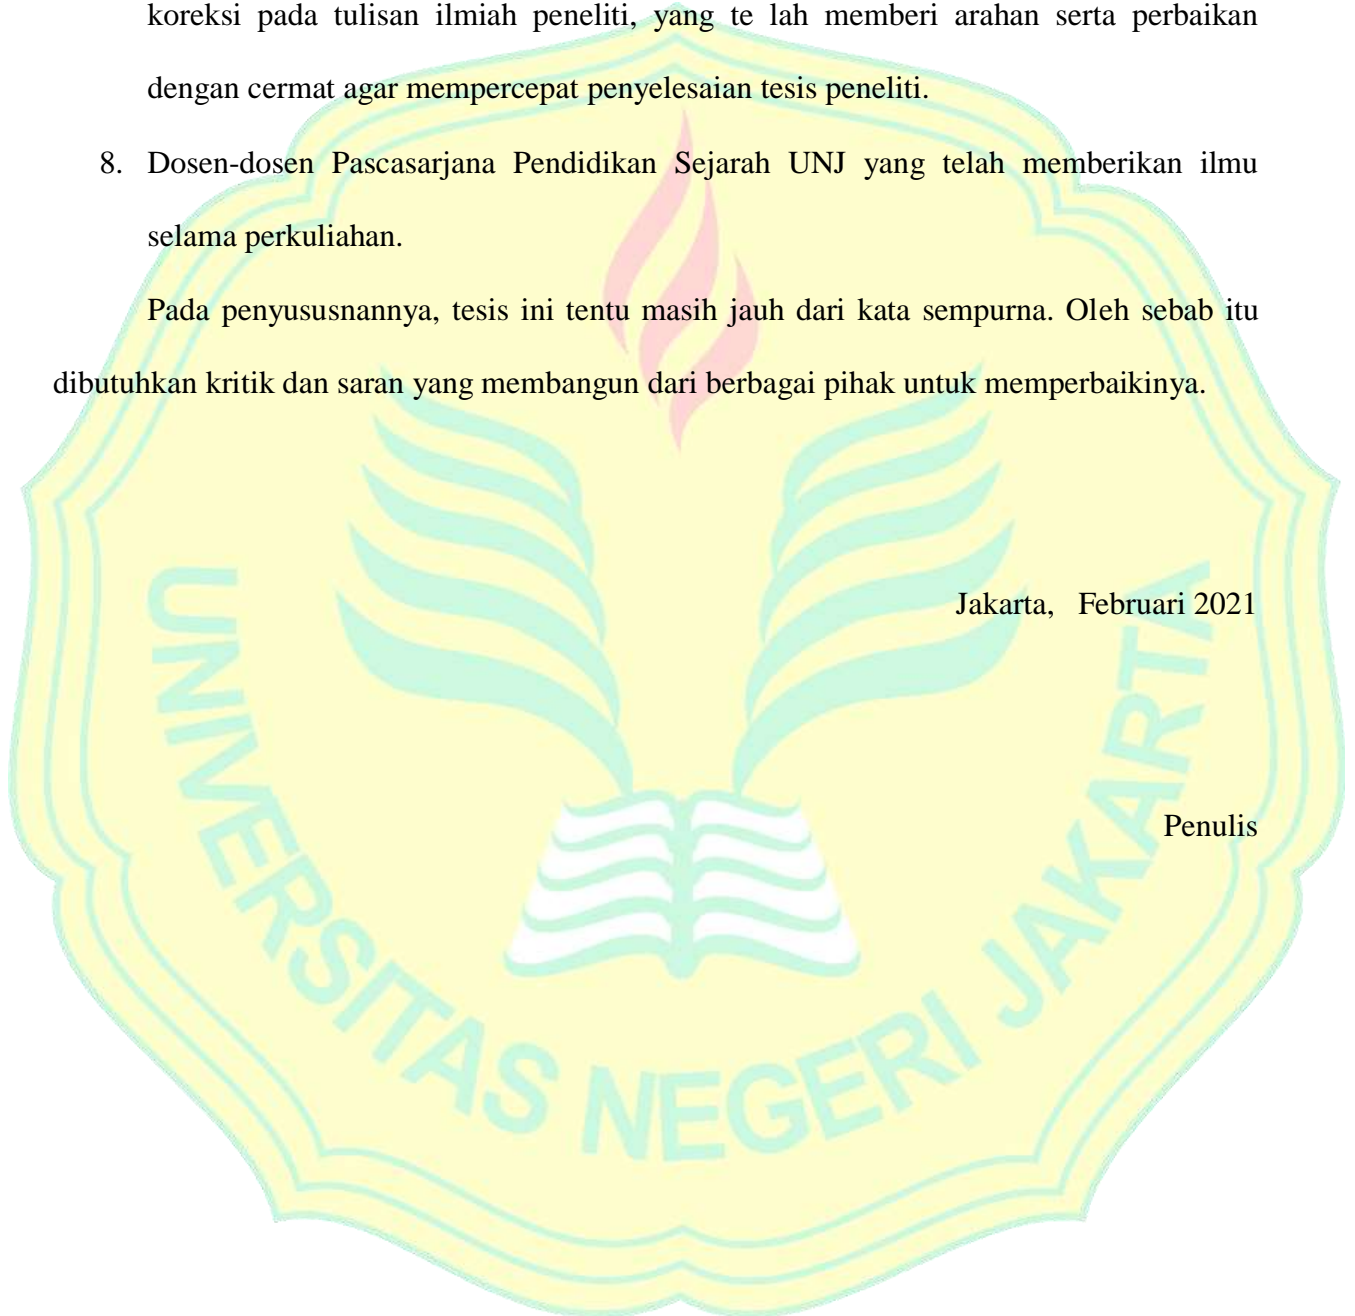 koreksi pada tulisan ilmiah peneliti, yang te lah memberi arahan serta perbaikan
dengan cermat agar mempercepat penyelesaian tesis peneliti.
8. Dosen-dosen Pascasarjana Pendidikan Sejarah UNJ yang telah memberikan ilmu
selama perkuliahan.
Pada penyususnannya, tesis ini tentu masih jauh dari kata sempurna. Oleh sebab itu
dibutuhkan kritik dan saran yang membangun dari berbagai pihak untuk memperbaikinya.
Jakarta, Februari 2021
Penulis
UNIVERSITAS NEGERI JAKARTA